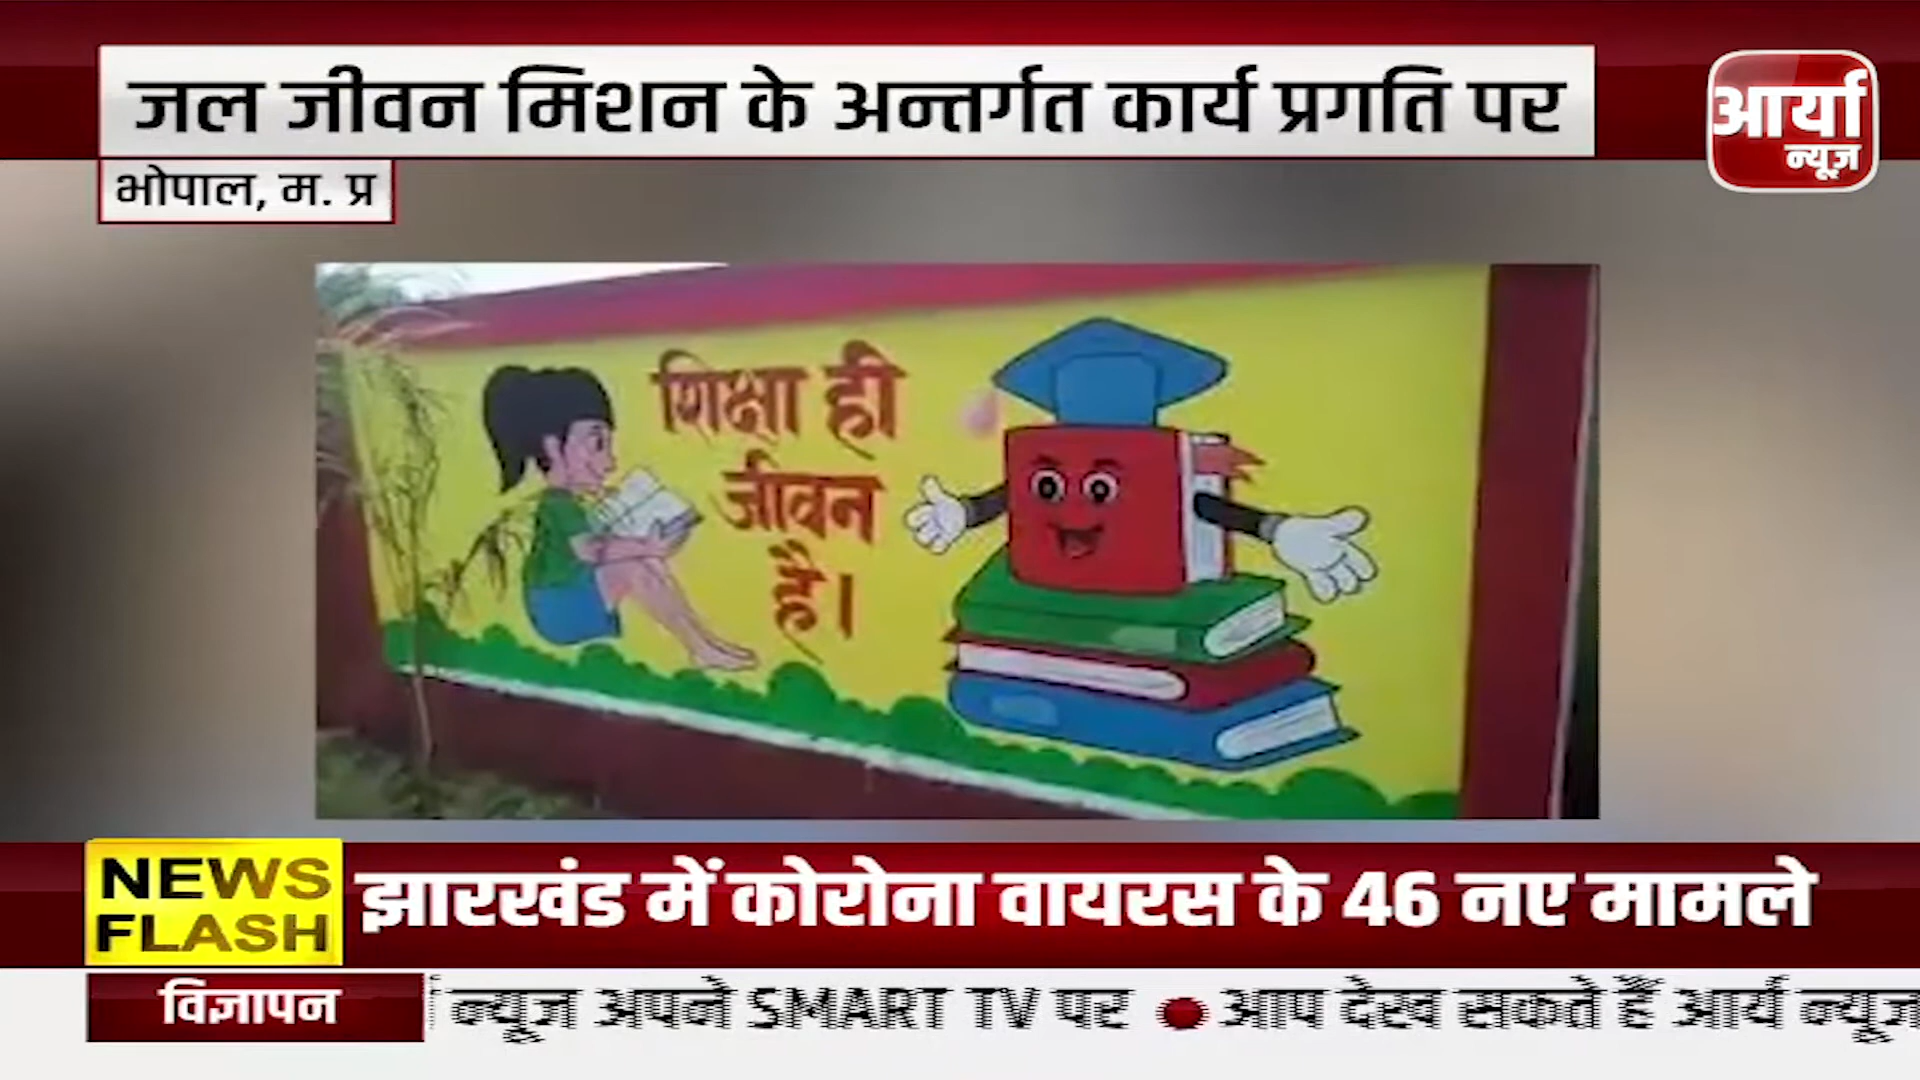 जल जीवन मिशन के अन्तर्गत कार्य प्रगति पर
आर्या
न्यूज़
भोपाल, म. प्र
शिक्षा ही
जीवन
है।
NEWS
FLASH
झारखंड में कोरोना वायरस के 46 नए मामले
विज्ञापन
न्यूज अपने SMART TV पर ● आप देख सकते हैं आर्य न्यूज